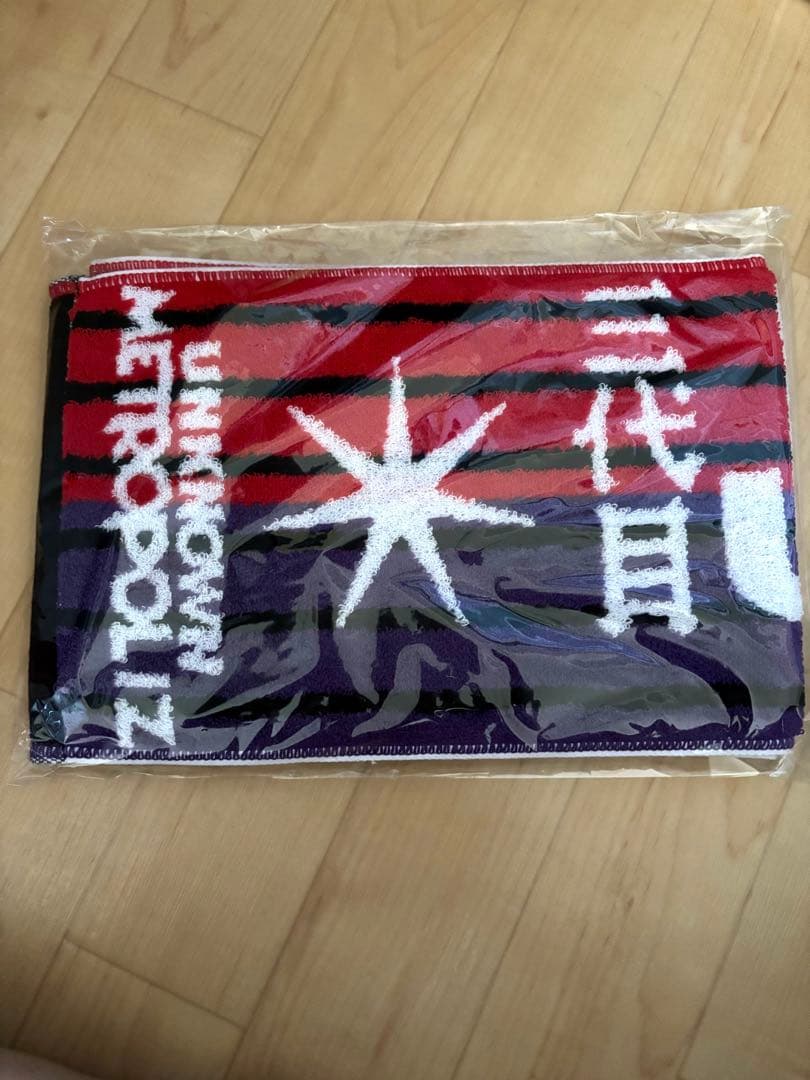 三代目
UNKNOWN
METROPOLIZ